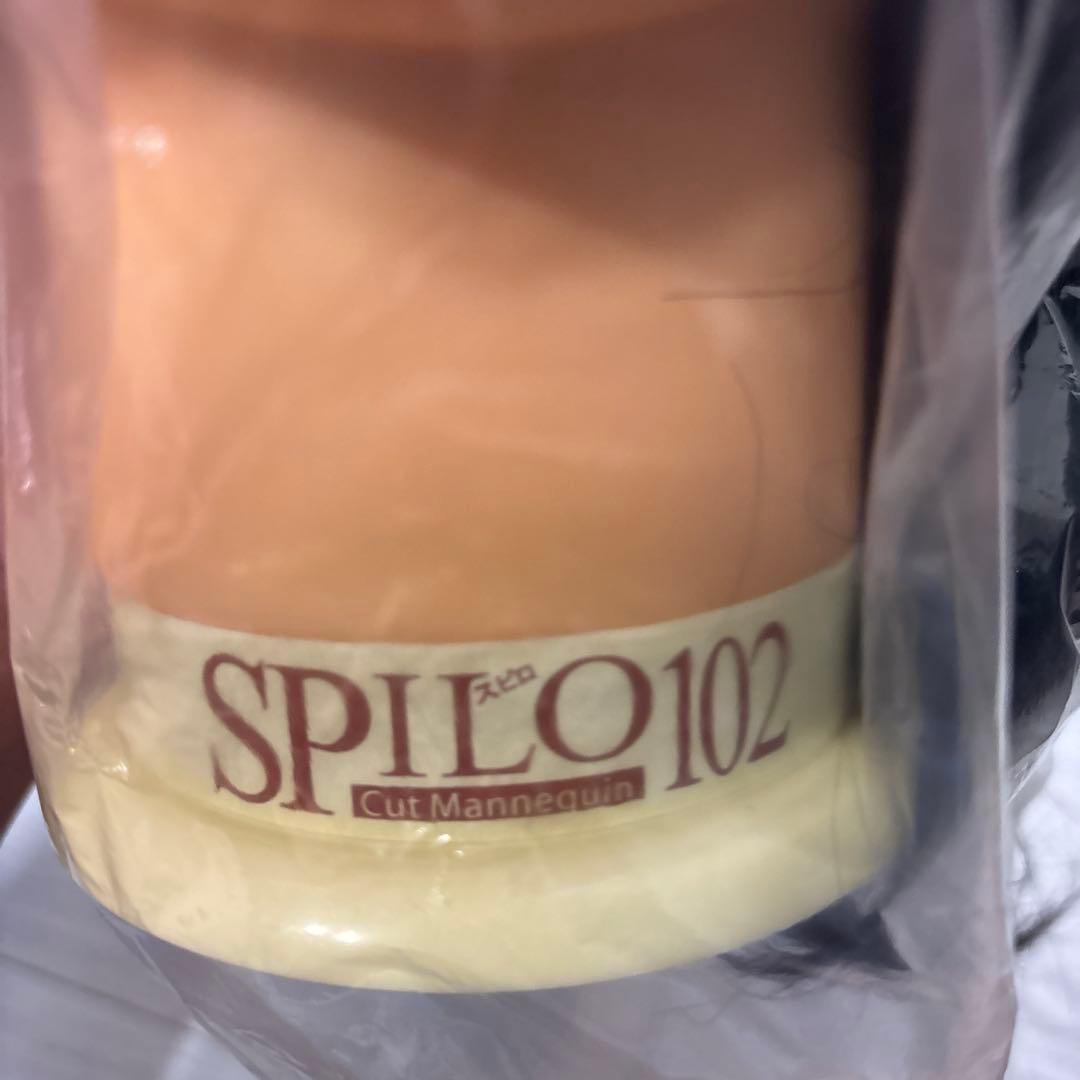 SPILO102
スピロ
Cut Mannequin